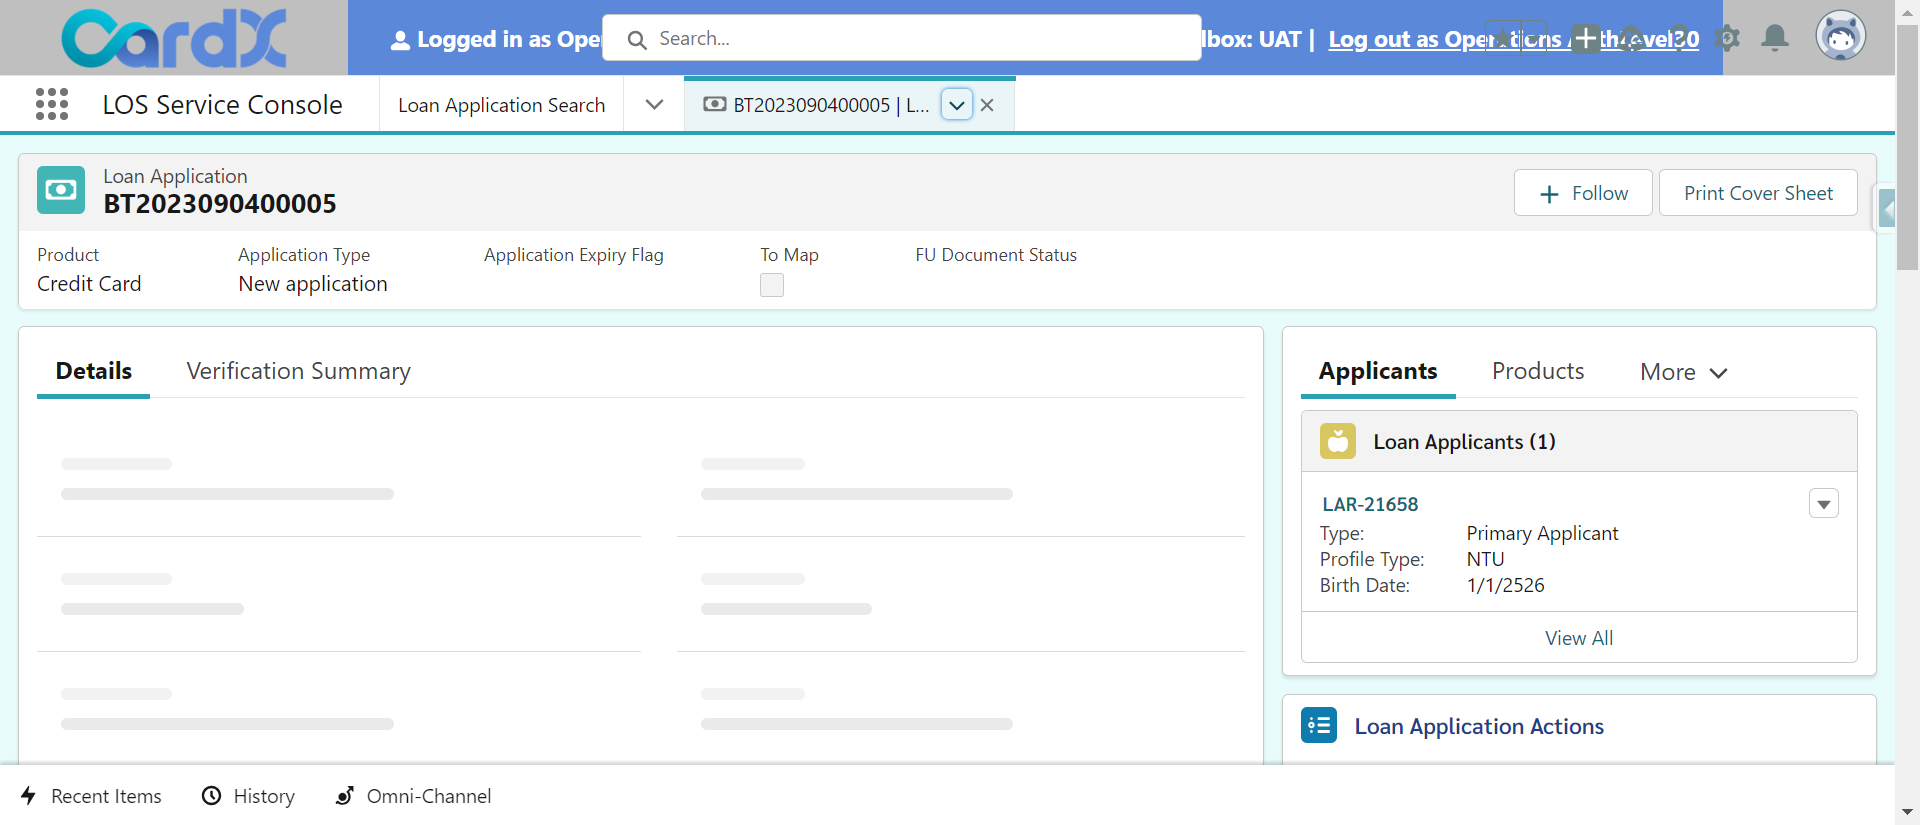 CardX
Logged in as Ope
Search...
lbox: UAT |
Log out as Operations
LOS Service Console
Loan Application Search
BT2023090400005 | L...
Loan Application
BT2023090400005
Follow
Print Cover Sheet
Product
Application Type
Application Expiry Flag
To Map
FU Document Status
Credit Card
New application
Details
Verification Summary
Applicants
Products
More
Loan Applicants (1)
LAR-21658
Type:
Primary Applicant
Profile Type:
NTU
Birth Date:
1/1/2526
View All
Loan Application Actions
Recent Items
History
Omni-Channel